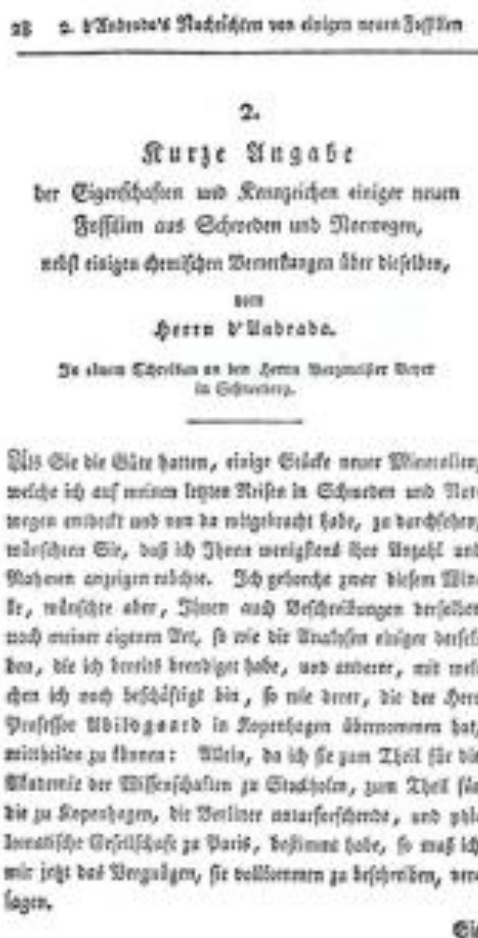 28 2. d'Andrada's Nachrichten von einigen neuen Fossilien
2.
Kurze Angabe
der Eigenschaften und Kennzeichen einiger neuen
Fossilien aus Schweden und Norwegen,
nebst einigen chemischen Bemerkungen über dieselben,
vom
Herrn d'Andrada.
In einem Schreiben an den Herrn Bergmeister Beyer
in Schneeberg.
Als Sie die Güte hatten, einige Stücke neuer Mineralien,
welche ich auf meinen letzten Reisen in Schweden und Nor-
wegen entdeckt und von da mitgebracht habe, zu durchsehen,
wünschten Sie, daß ich Ihnen wenigstens ihre Anzahl und
Nahmen anzeigen möchte. Ich gehorche zwar diesem Win-
ke, wünschte aber, Ihnen auch Beschreibungen derselben
nach meiner eigenen Art, so wie die Analysen einiger dersel-
ben, die ich bereits beendiget habe, und anderer, mit wel-
chen ich noch beschäftigt bin, so wie derer, die der Herr
Professor Abildgaard in Kopenhagen übernommen hat,
mittheilen zu können: Allein, da ich sie zum Theil für die
Akademie der Wissenschaften zu Stockholm, zum Theil für
die zu Kopenhagen, die Berliner naturforschende, und phi-
lomatische Gesellschaft zu Paris, bestimmt habe, so muß ich
mir jetzt das Vergnügen, sie vollkommen zu beschreiben, ver-
sagen.
Sie